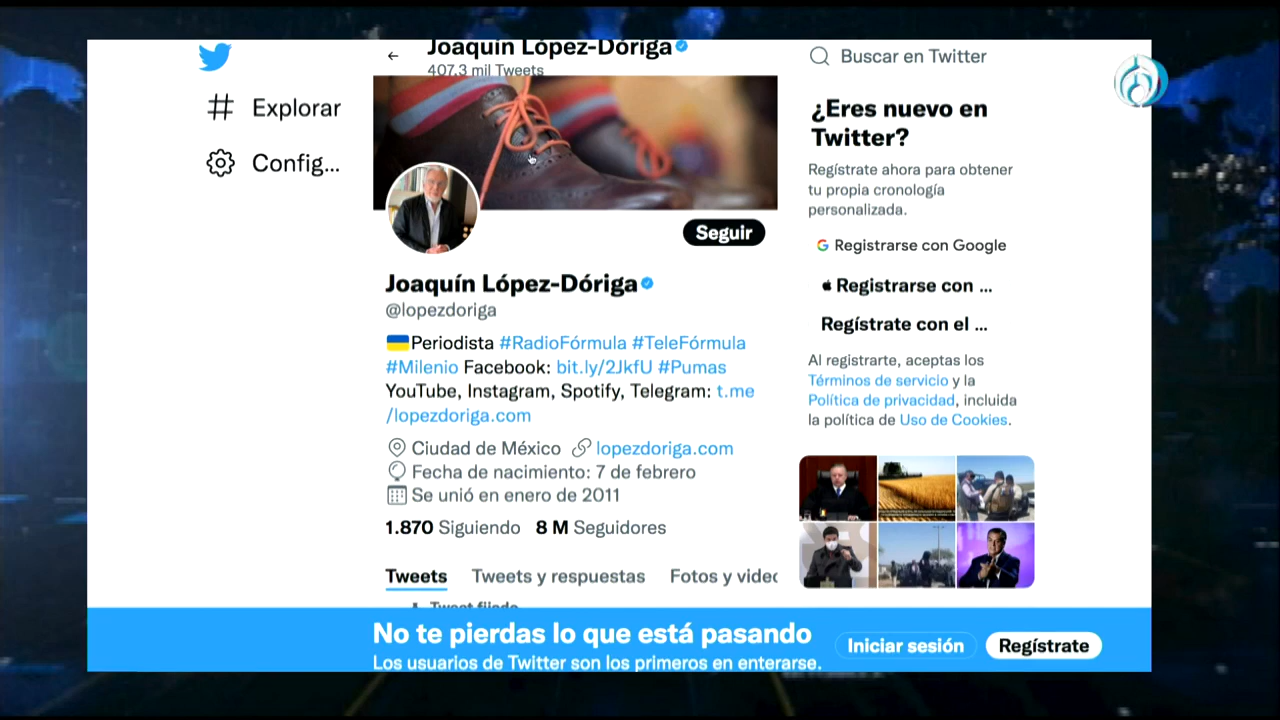 Joaquín López-Dóriga
407.3 mil Tweets
Explorar
Config...
Seguir
Joaquín López-Dóriga
@lopezdoriga
Periodista #RadioFórmula #TeleFórmula
#Milenio Facebook: bit.ly/2JkfU #Pumas
YouTube, Instagram, Spotify, Telegram: t.me
/lopezdoriga.com
Ciudad de México lopezdoriga.com
Fecha de nacimiento: 7 de febrero
Se unió en enero de 2011
1.870 Siguiendo 8 M Seguidores
Tweets Tweets y respuestas Fotos y videc
Tweet fijado
Buscar en Twitter
¿Eres nuevo en
Twitter?
Regístrate ahora para obtener
tu propia cronología
personalizada.
Registrarse con Google
Registrarse con ...
Regístrate con el ...
Al registrarte, aceptas los
Términos de servicio y la
Política de privacidad, incluida
la política de Uso de Cookies.
No te pierdas lo que está pasando
Los usuarios de Twitter son los primeros en enterarse.
Iniciar sesión
Regístrate